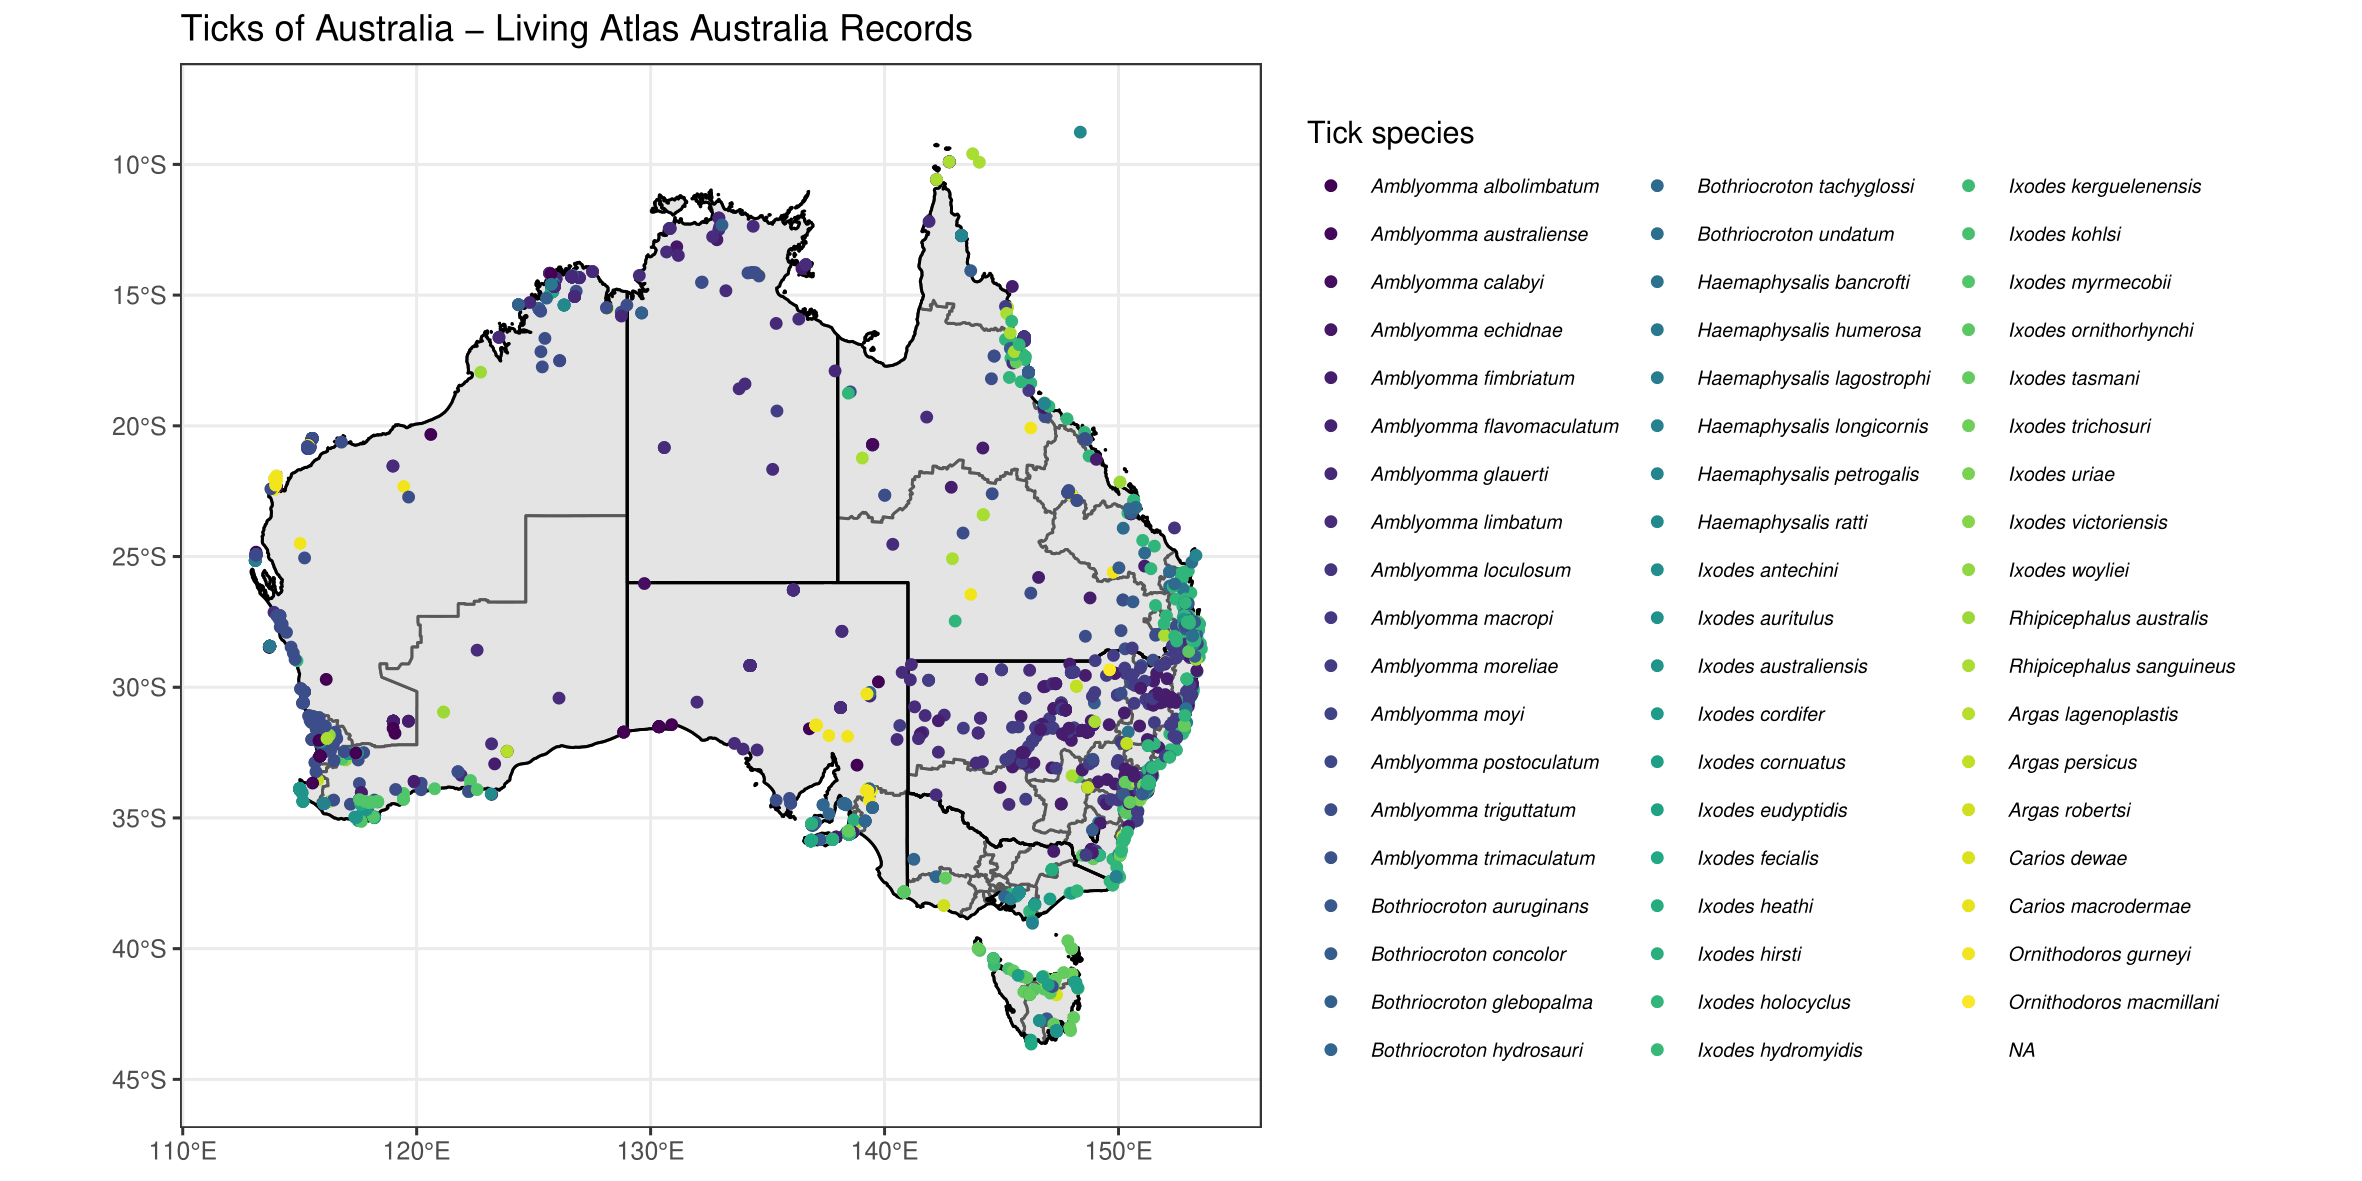 Ticks of Australia – Living Atlas Australia Records
10°S
15°S
20°S
25°S
30°S
35°S
40°S
45°S
110°E
120°E
130°E
140°E
150°E
Tick species
Amblyomma albolimbatum
Amblyomma australiense
Amblyomma calabyi
Amblyomma echidnae
Amblyomma fimbriatum
Amblyomma flavomaculatum
Amblyomma glauerti
Amblyomma limbatum
Amblyomma loculosum
Amblyomma macropi
Amblyomma moreliae
Amblyomma moyi
Amblyomma postoculatum
Amblyomma triguttatum
Amblyomma trimaculatum
Bothriocroton auruginans
Bothriocroton concolor
Bothriocroton glebopalma
Bothriocroton hydrosauri
Bothriocroton tachyglossi
Bothriocroton undatum
Haemaphysalis bancrofti
Haemaphysalis humerosa
Haemaphysalis lagostrophi
Haemaphysalis longicornis
Haemaphysalis petrogalis
Haemaphysalis ratti
Ixodes antechini
Ixodes auritulus
Ixodes australiensis
Ixodes cordifer
Ixodes cornuatus
Ixodes eudyptidis
Ixodes fecialis
Ixodes heathi
Ixodes hirsti
Ixodes holocyclus
Ixodes hydromyidis
Ixodes kerguelenensis
Ixodes kohlsi
Ixodes myrmecobii
Ixodes ornithorhynchi
Ixodes tasmani
Ixodes trichosuri
Ixodes uriae
Ixodes victoriensis
Ixodes woyliei
Rhipicephalus australis
Rhipicephalus sanguineus
Argas lagenoplastis
Argas persicus
Argas robertsi
Carios dewae
Carios macrodermae
Ornithodoros gurneyi
Ornithodoros macmillani
NA